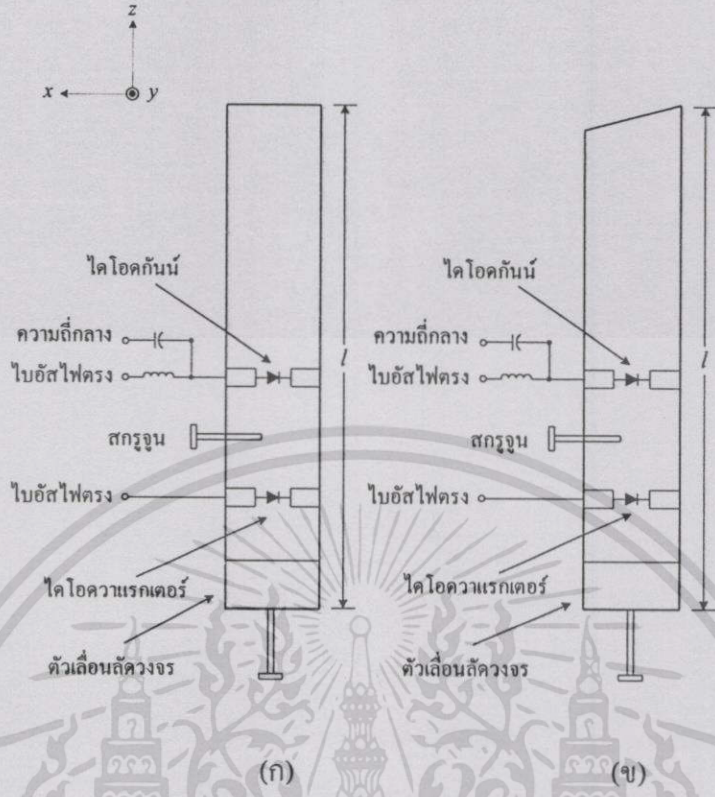 z
x
y
ไดโอดกันน์
ความถี่กลาง
ไบอัสไฟตรง
l
สกรูจูน
ไบอัสไฟตรง
ไดโอดวาแรกเตอร์
ตัวเลื่อนลัดวงจร
(ก)
ไดโอดกันน์
ความถี่กลาง
ไบอัสไฟตรง
l
สกรูจูน
ไบอัสไฟตรง
ไดโอดวาแรกเตอร์
ตัวเลื่อนลัดวงจร
(ข)